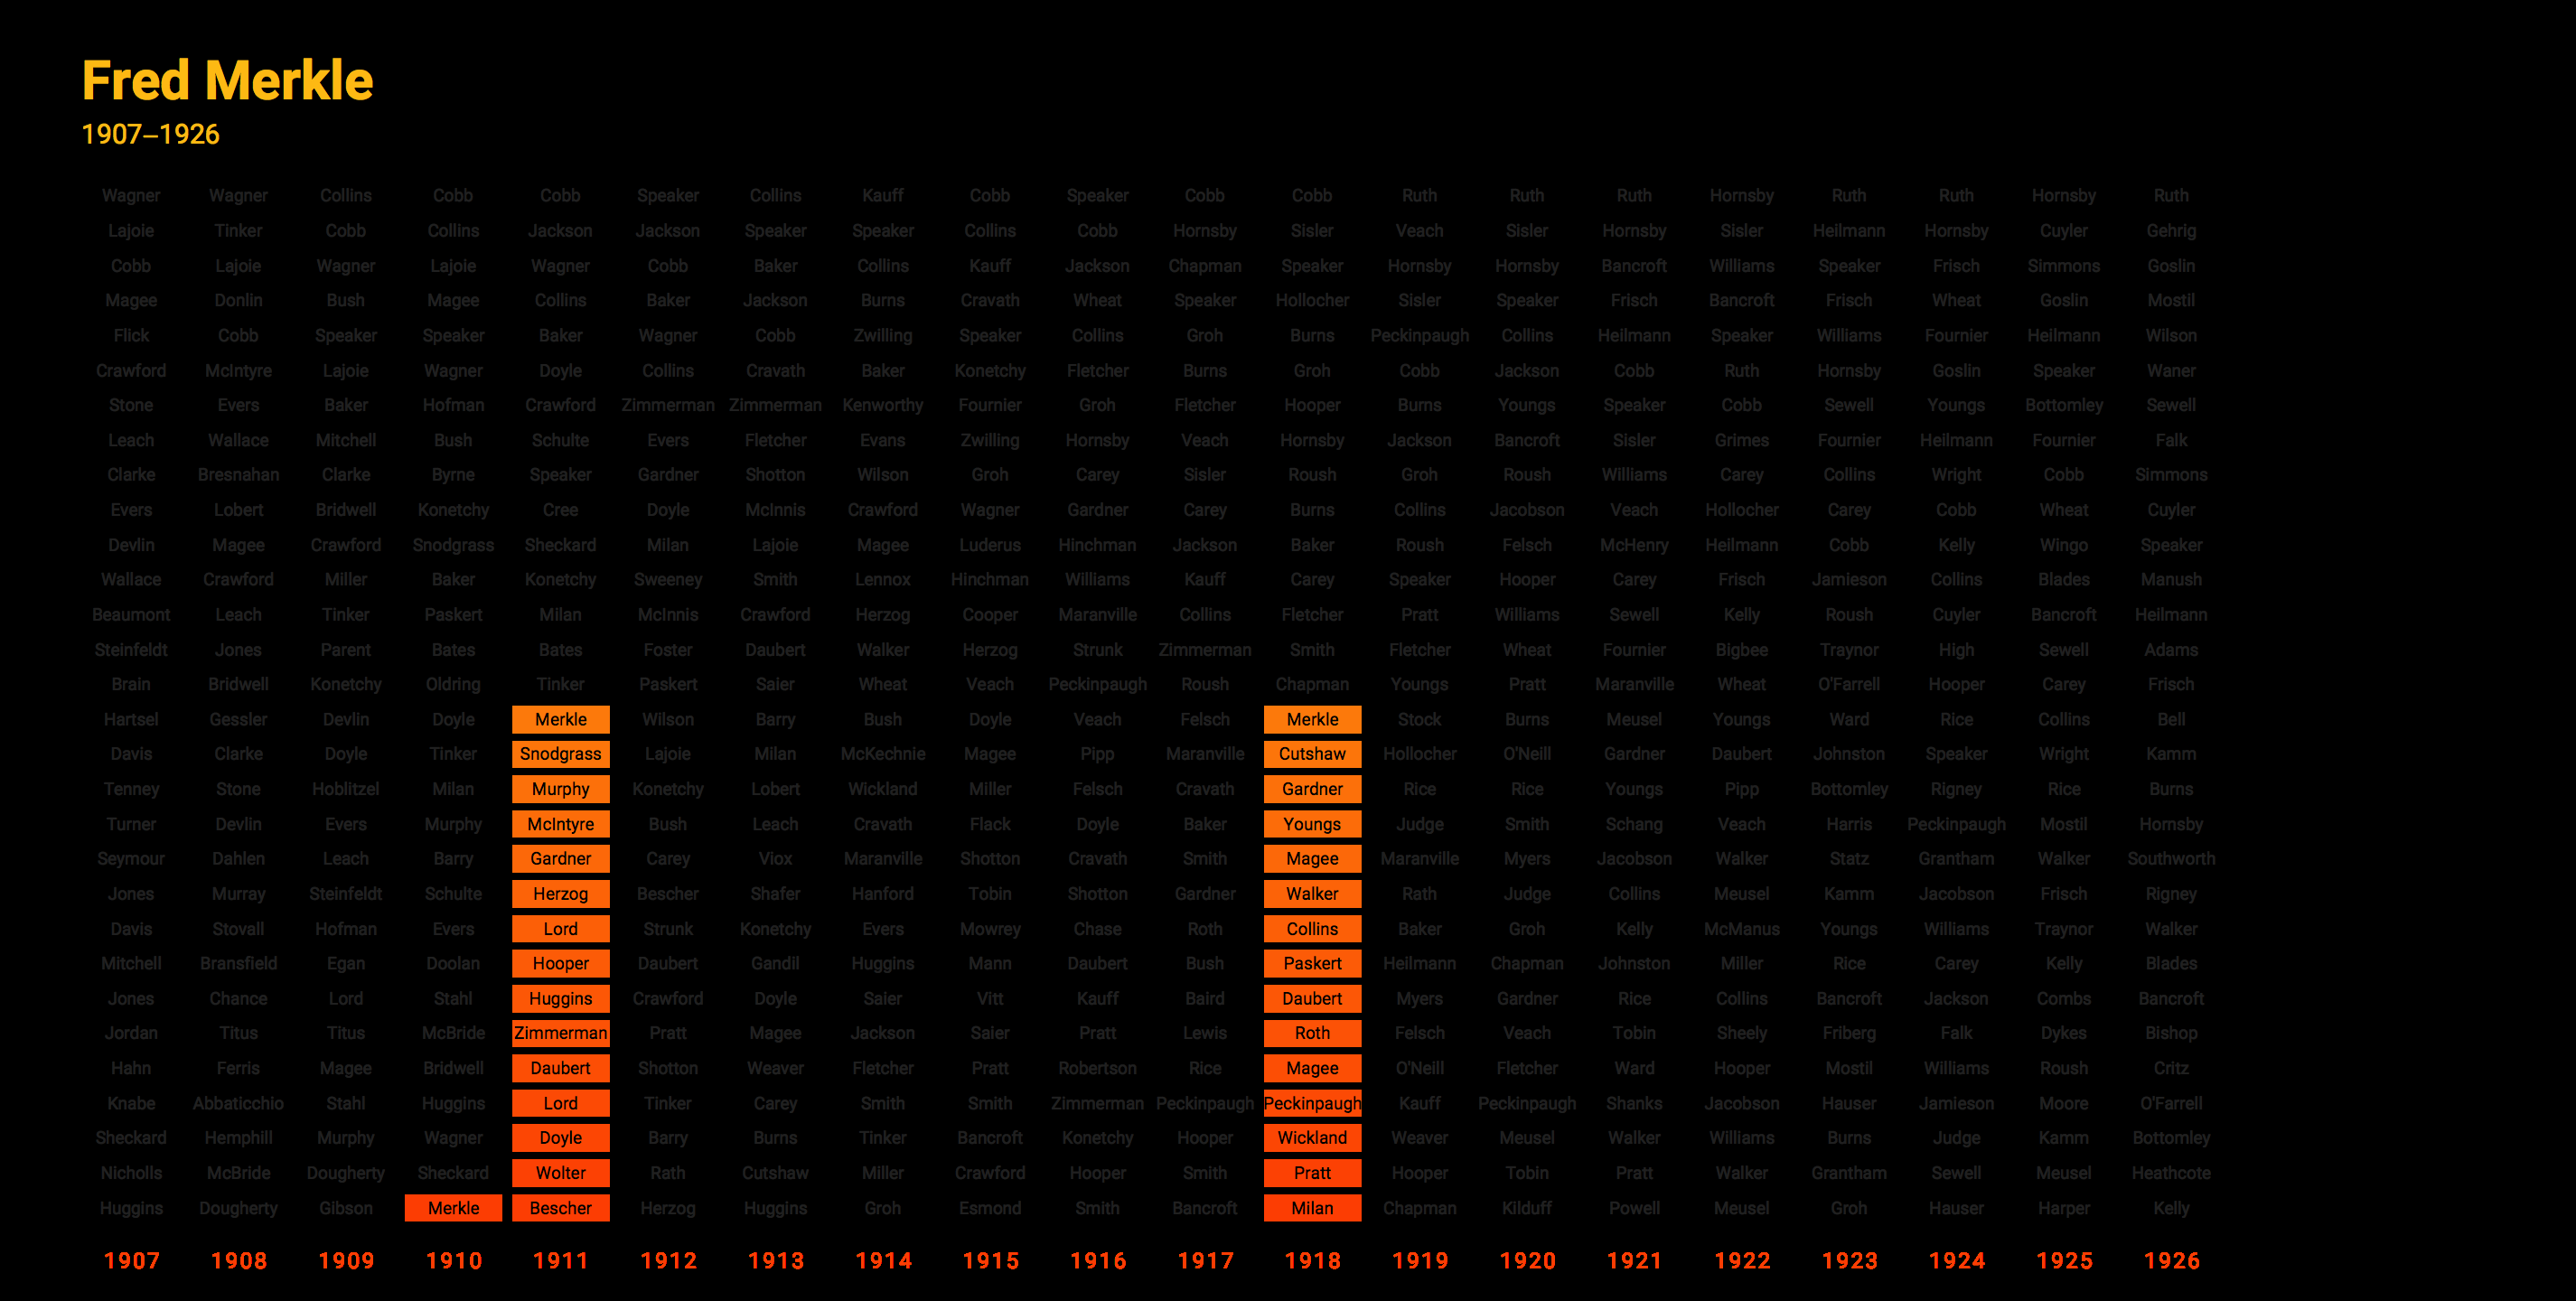 Fred Merkle
1907–1926
Wagner Wagner Collins Cobb Cobb Speaker Collins Kauff Cobb Speaker Cobb Cobb Ruth Ruth Ruth Hornsby Ruth Ruth Hornsby Ruth
Lajoie Tinker Cobb Collins Jackson Jackson Speaker Speaker Collins Cobb Hornsby Sisler Veach Sisler Hornsby Sisler Heilmann Hornsby Cuyler Gehrig
Cobb Lajoie Wagner Lajoie Wagner Cobb Baker Collins Kauff Jackson Chapman Speaker Hornsby Hornsby Bancroft Williams Speaker Frisch Simmons Goslin
Magee Donlin Bush Magee Collins Baker Jackson Burns Cravath Wheat Speaker Hollocher Sisler Speaker Frisch Bancroft Frisch Wheat Goslin Mostil
Flick Cobb Speaker Speaker Baker Wagner Cobb Zwilling Speaker Collins Groh Burns Peckinpaugh Collins Heilmann Speaker Williams Fournier Heilmann Wilson
Crawford McIntyre Lajoie Wagner Doyle Collins Cravath Baker Konetchy Fletcher Burns Groh Cobb Jackson Cobb Ruth Hornsby Goslin Speaker Waner
Stone Evers Baker Hofman Crawford Zimmerman Zimmerman Kenworthy Fournier Groh Fletcher Hooper Burns Youngs Speaker Cobb Sewell Youngs Bottomley Sewell
Leach Wallace Mitchell Bush Schulte Evers Fletcher Evans Zwilling Hornsby Veach Hornsby Jackson Bancroft Sisler Grimes Fournier Heilmann Fournier Falk
Clarke Bresnahan Clarke Byrne Speaker Gardner Shotton Wilson Groh Carey Sisler Roush Groh Roush Williams Carey Collins Wright Cobb Simmons
Evers Lobert Bridwell Konetchy Cree Doyle McInnis Crawford Wagner Gardner Carey Burns Collins Jacobson Veach Hollocher Carey Cobb Wheat Cuyler
Devlin Magee Crawford Snodgrass Sheckard Milan Lajoie Magee Luderus Hinchman Jackson Baker Roush Felsch McHenry Heilmann Cobb Kelly Wingo Speaker
Wallace Crawford Miller Baker Konetchy Sweeney Smith Lennox Hinchman Williams Kauff Carey Speaker Hooper Carey Frisch Jamieson Collins Blades Manush
Beaumont Leach Tinker Paskert Milan McInnis Crawford Herzog Cooper Maranville Collins Fletcher Pratt Williams Sewell Kelly Roush Cuyler Bancroft Heilmann
Steinfeldt Jones Parent Bates Bates Foster Daubert Walker Herzog Strunk Zimmerman Smith Fletcher Wheat Fournier Bigbee Traynor High Sewell Adams
Brain Bridwell Konetchy Oldring Tinker Paskert Saier Wheat Veach Peckinpaugh Roush Chapman Youngs Pratt Maranville Wheat O'Farrell Hooper Carey Frisch
Hartsel Gessler Devlin Doyle Merkle Wilson Barry Bush Doyle Veach Felsch Merkle Stock Burns Meusel Youngs Ward Rice Collins Bell
Davis Clarke Doyle Tinker Snodgrass Lajoie Milan McKechnie Magee Pipp Maranville Cutshaw Hollocher O'Neill Gardner Daubert Johnston Speaker Wright Kamm
Tenney Stone Hoblitzel Milan Murphy Konetchy Lobert Wickland Miller Felsch Cravath Gardner Rice Rice Youngs Pipp Bottomley Rigney Rice Burns
Turner Devlin Evers Murphy McIntyre Bush Leach Cravath Flack Doyle Baker Youngs Judge Smith Schang Veach Harris Peckinpaugh Mostil Hornsby
Seymour Dahlen Leach Barry Gardner Carey Viox Maranville Shotton Cravath Smith Magee Maranville Myers Jacobson Walker Statz Grantham Walker Southworth
Jones Murray Steinfeldt Schulte Herzog Bescher Shafer Hanford Tobin Shotton Gardner Walker Rath Judge Collins Meusel Kamm Jacobson Frisch Rigney
Davis Stovall Hofman Evers Lord Strunk Konetchy Evers Mowrey Chase Roth Collins Baker Groh Kelly McManus Youngs Williams Traynor Walker
Mitchell Bransfield Egan Doolan Hooper Daubert Gandil Huggins Mann Daubert Bush Paskert Heilmann Chapman Johnston Miller Rice Carey Kelly Blades
Jones Chance Lord Stahl Huggins Crawford Doyle Saier Vitt Kauff Baird Daubert Myers Gardner Rice Collins Bancroft Jackson Combs Bancroft
Jordan Titus Titus McBride Zimmerman Pratt Magee Jackson Saier Pratt Lewis Roth Felsch Veach Tobin Sheely Friberg Falk Dykes Bishop
Hahn Ferris Magee Bridwell Daubert Shotton Weaver Fletcher Pratt Robertson Rice Magee O'Neill Fletcher Ward Hooper Mostil Williams Roush Critz
Knabe Abbaticchio Stahl Huggins Lord Tinker Carey Smith Smith Zimmerman Peckinpaugh Peckinpaugh Kauff Peckinpaugh Shanks Jacobson Hauser Jamieson Moore O'Farrell
Sheckard Hemphill Murphy Wagner Doyle Barry Burns Tinker Bancroft Konetchy Hooper Wickland Weaver Meusel Walker Williams Burns Judge Kamm Bottomley
Nicholls McBride Dougherty Sheckard Wolter Rath Cutshaw Miller Crawford Hooper Smith Pratt Hooper Tobin Pratt Walker Grantham Sewell Meusel Heathcote
Huggins Dougherty Gibson Merkle Bescher Herzog Huggins Groh Esmond Smith Bancroft Milan Chapman Kilduff Powell Meusel Groh Hauser Harper Kelly
1907 1908 1909 1910 1911 1912 1913 1914 1915 1916 1917 1918 1919 1920 1921 1922 1923 1924 1925 1926